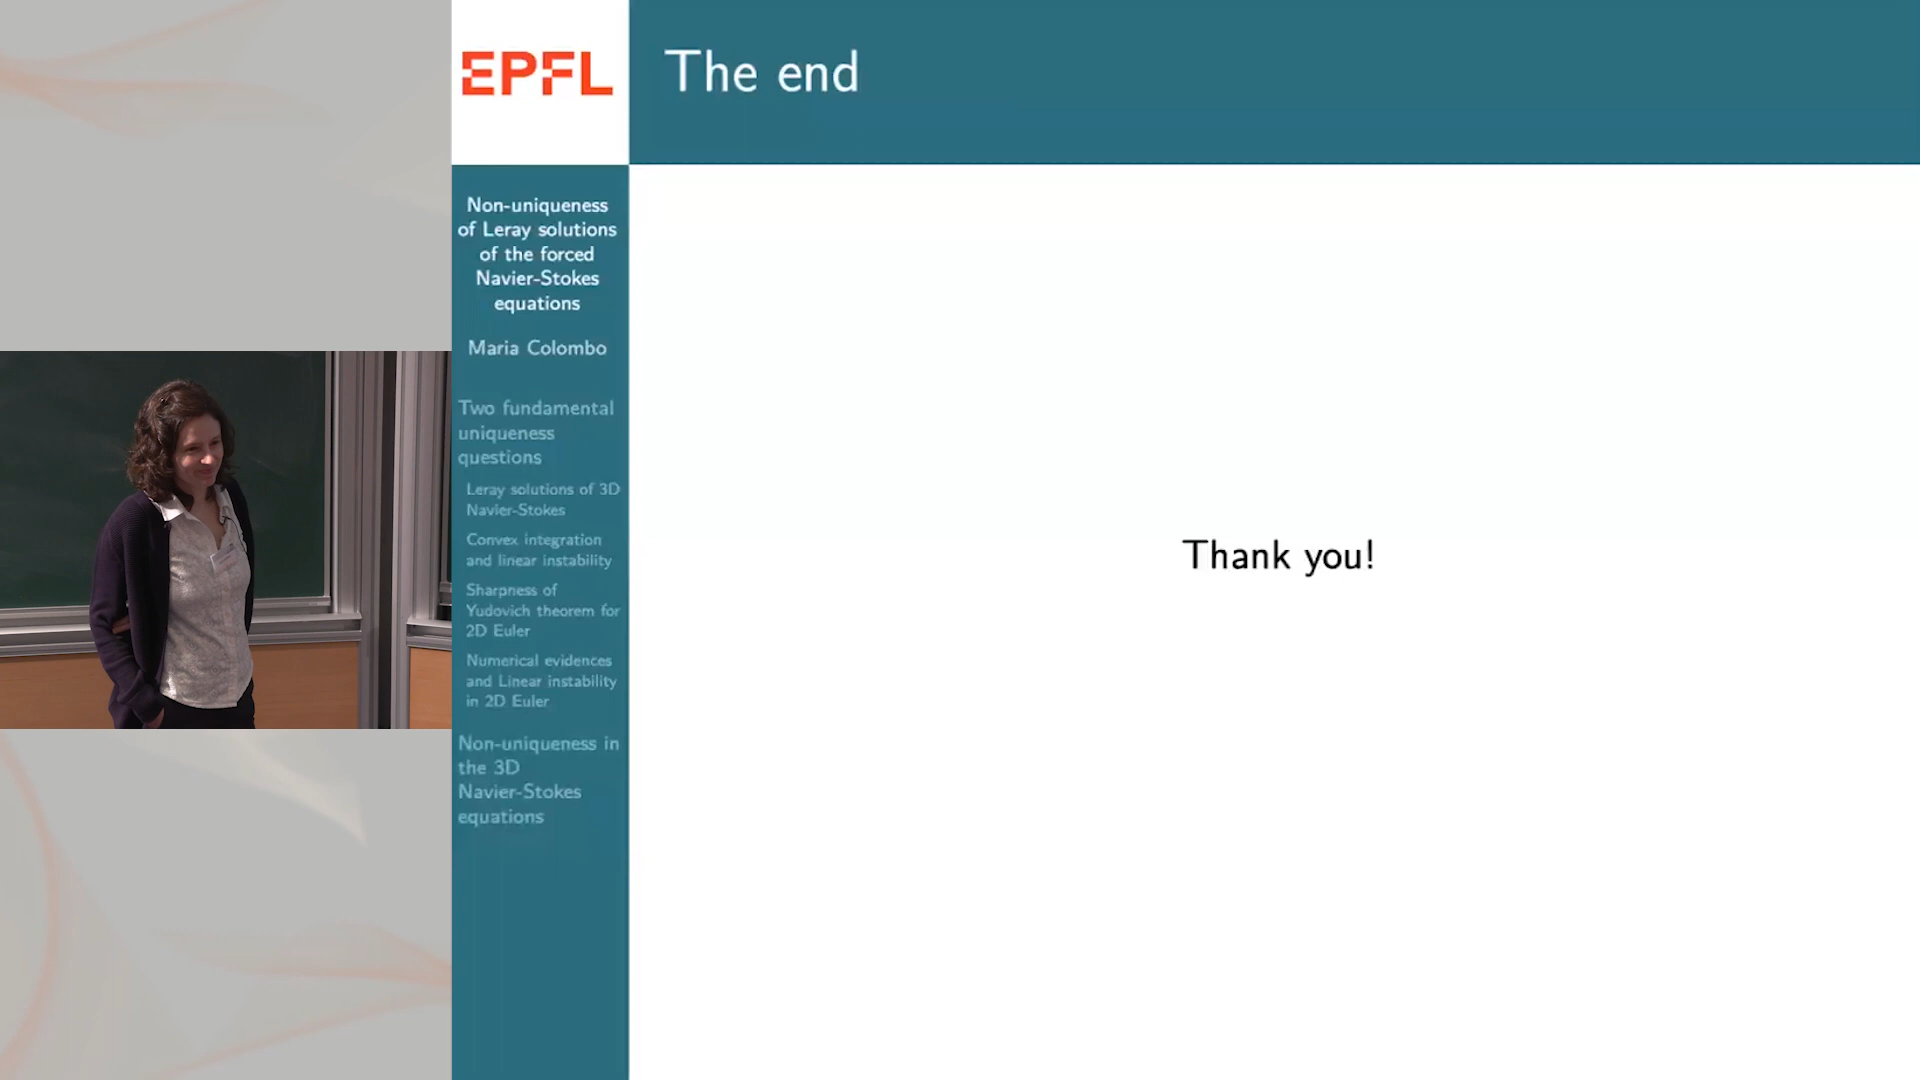 EPFL
The end
Non-uniqueness
of Leray solutions
of the forced
Navier-Stokes
equations
Maria Colombo
Two fundamental
uniqueness
questions
Leray solutions of 3D
Navier-Stokes
Convex integration
and linear instability
Sharpness of
Yudovich theorem for
2D Euler
Numerical evidences
and Linear instability
in 2D Euler
Non-uniqueness in
the 3D
Navier-Stokes
equations
Thank you!